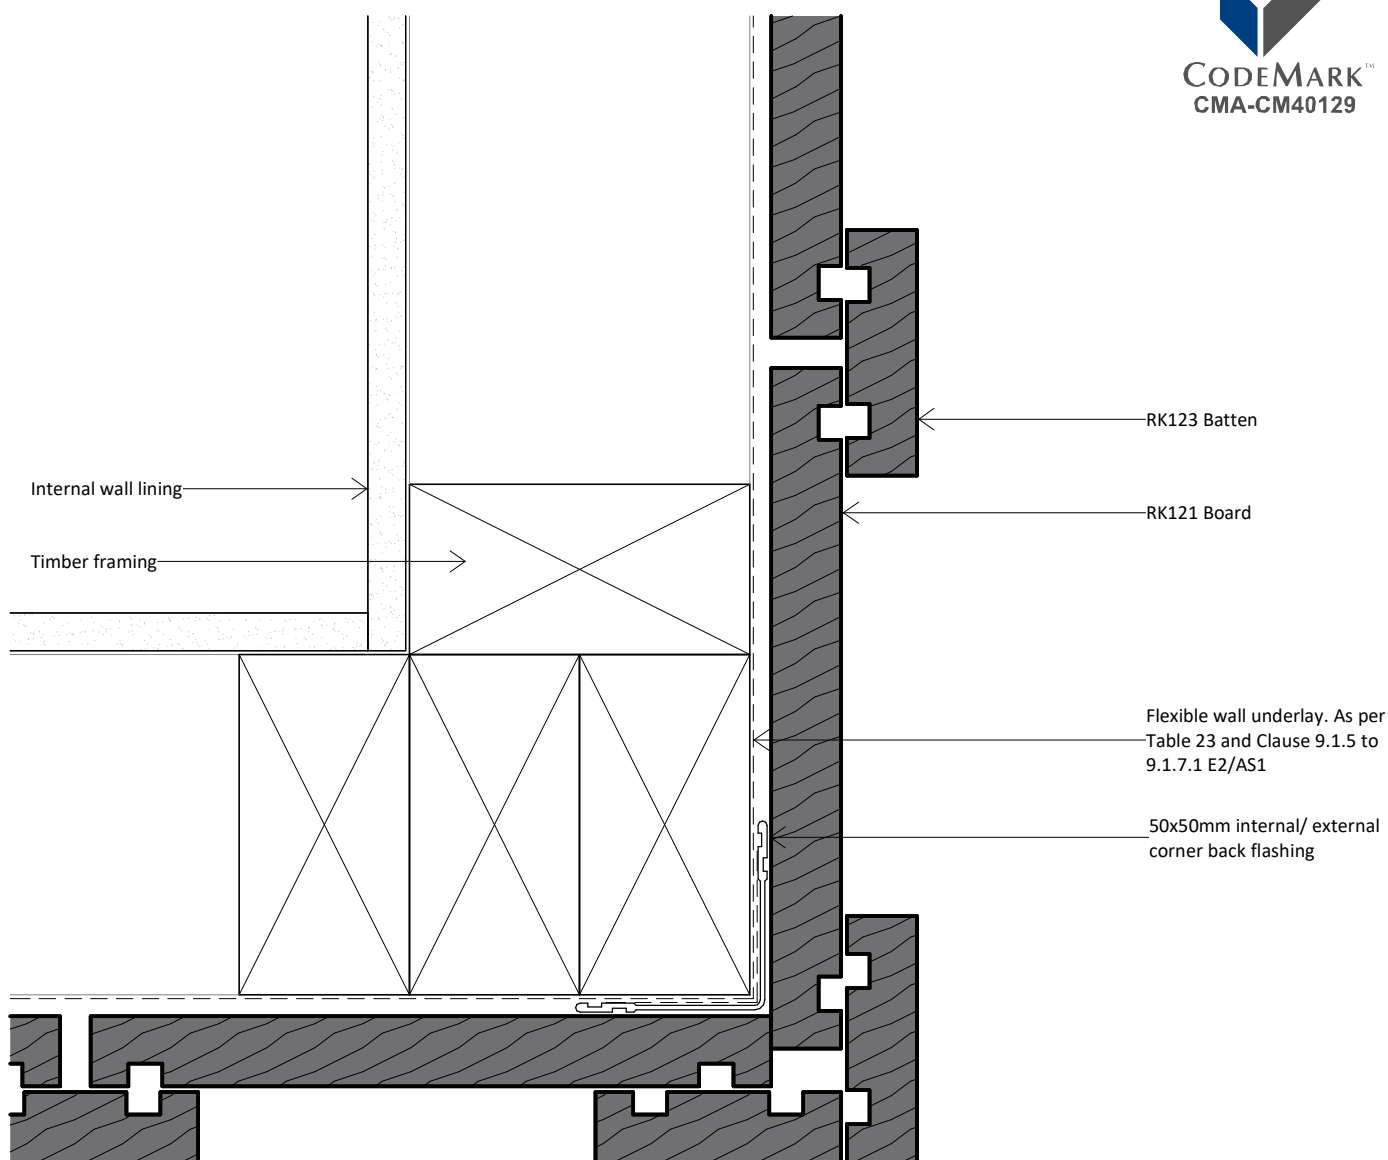 CODEMARK™
CMA-CM40129
RK123 Batten
Internal wall lining
RK121 Board
Timber framing
Flexible wall underlay. As per
Table 23 and Clause 9.1.5 to
9.1.7.1 E2/AS1
50x50mm internal/ external
corner back flashing